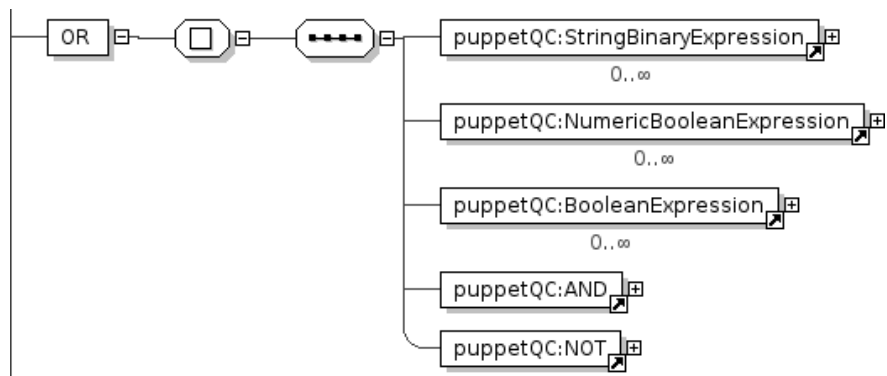 OR
puppetQC:StringBinaryExpression
0..∞
puppetQC:NumericBooleanExpression
0..∞
puppetQC:BooleanExpression
0..∞
puppetQC:AND
puppetQC:NOT